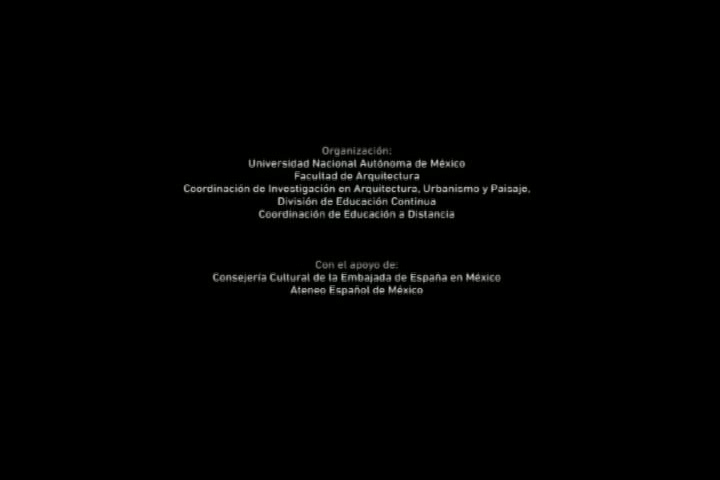 Organización:
Universidad Nacional Autónoma de México
Facultad de Arquitectura
Coordinación de Investigación en Arquitectura, Urbanismo y Paisaje,
División de Educación Continua
Coordinación de Educación a Distancia
Con el apoyo de:
Consejería Cultural de la Embajada de España en México
Ateneo Español de México